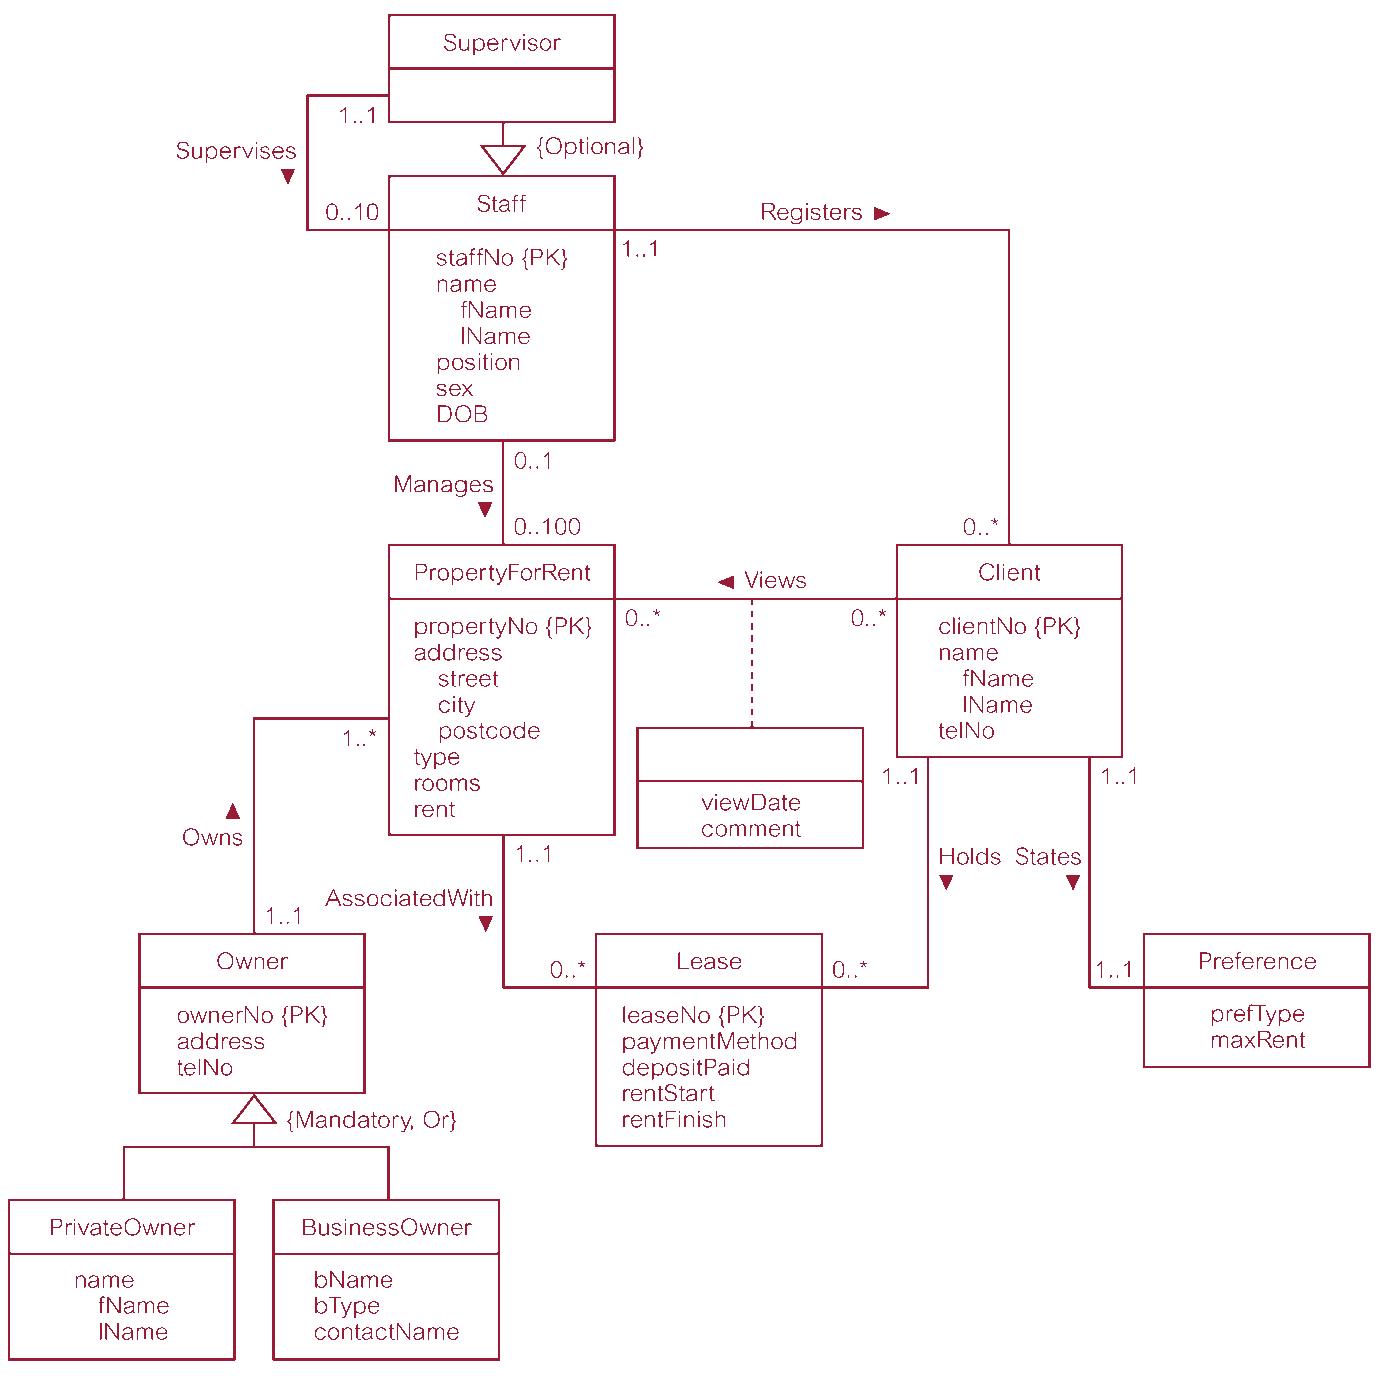 Supervisor
1..1
Supervises
▼
{Optional}
0..10
Staff
Registers ►
1..1
staffNo {PK}
name
fName
lName
position
sex
DOB
0..1
Manages
▼
0..100
0..*
PropertyForRent
◄ Views
Client
0..*
0..*
propertyNo {PK}
address
street
city
postcode
type
rooms
rent
clientNo {PK}
name
fName
lName
telNo
1..*
viewDate
comment
1..1
1..1
▲
Owns
1..1
Holds
▼
States
▼
AssociatedWith
▼
1..1
Owner
0..*
Lease
0..*
1..1
Preference
ownerNo {PK}
address
telNo
leaseNo {PK}
paymentMethod
depositPaid
rentStart
rentFinish
prefType
maxRent
{Mandatory, Or}
PrivateOwner
name
fName
lName
BusinessOwner
bName
bType
contactName